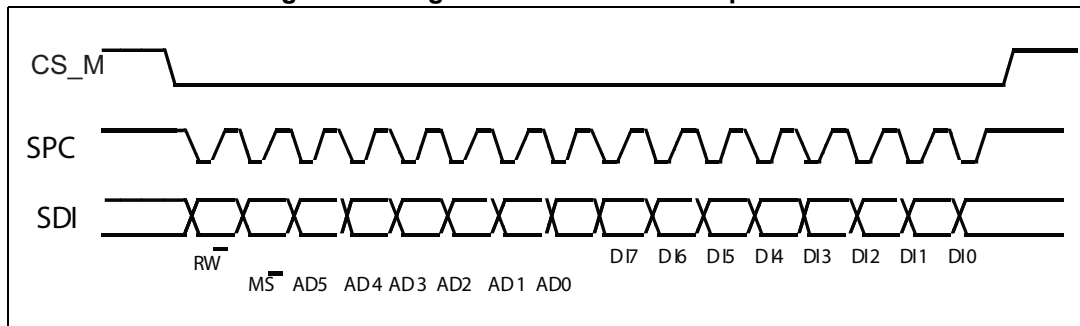 CS_M
SPC
SDI
RW DI7 DI6 DI5 DI4 DI3 DI2 DI1 DI0
MS AD5 AD4 AD3 AD2 AD1 AD0